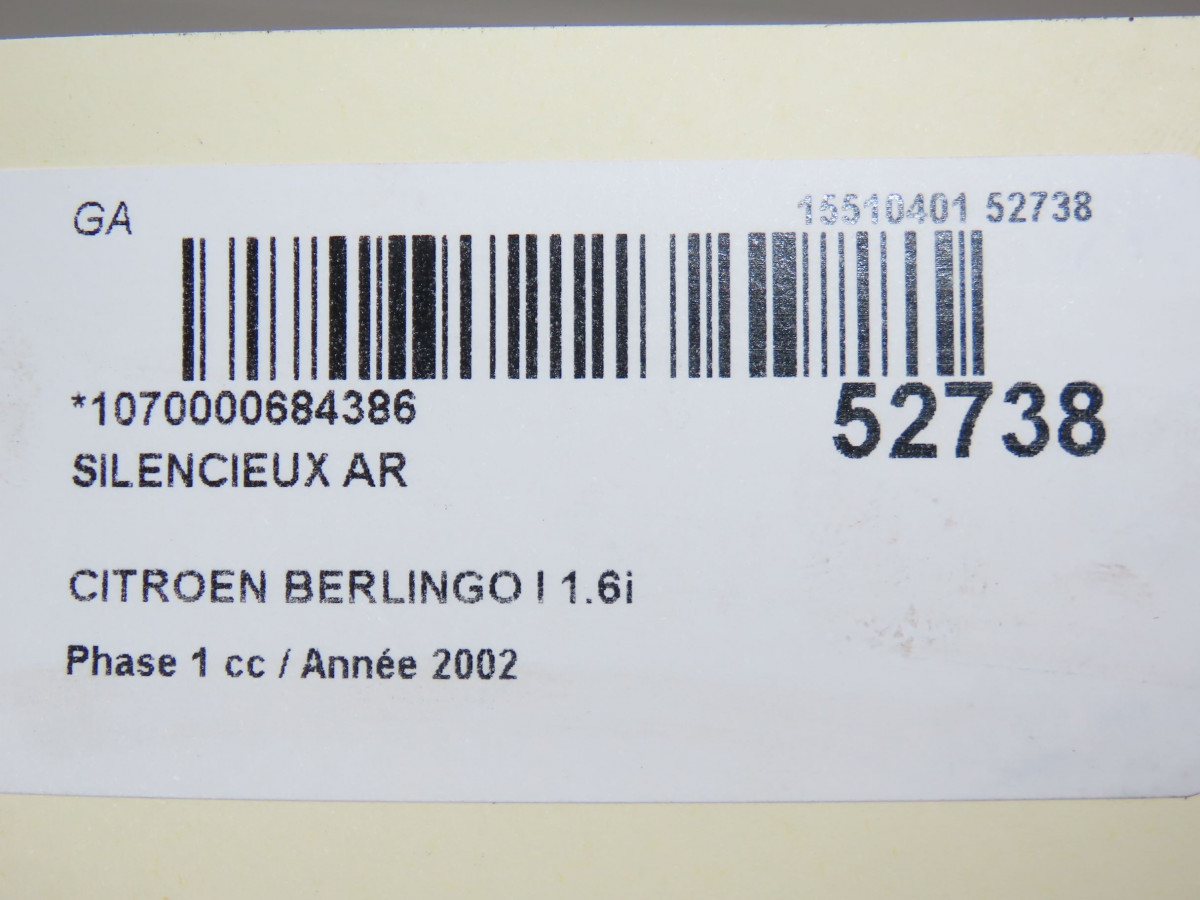 GA
15510401 52738
*1070000684386
52738
SILENCIEUX AR
CITROEN BERLINGO I 1.6i
Phase 1 cc / Année 2002